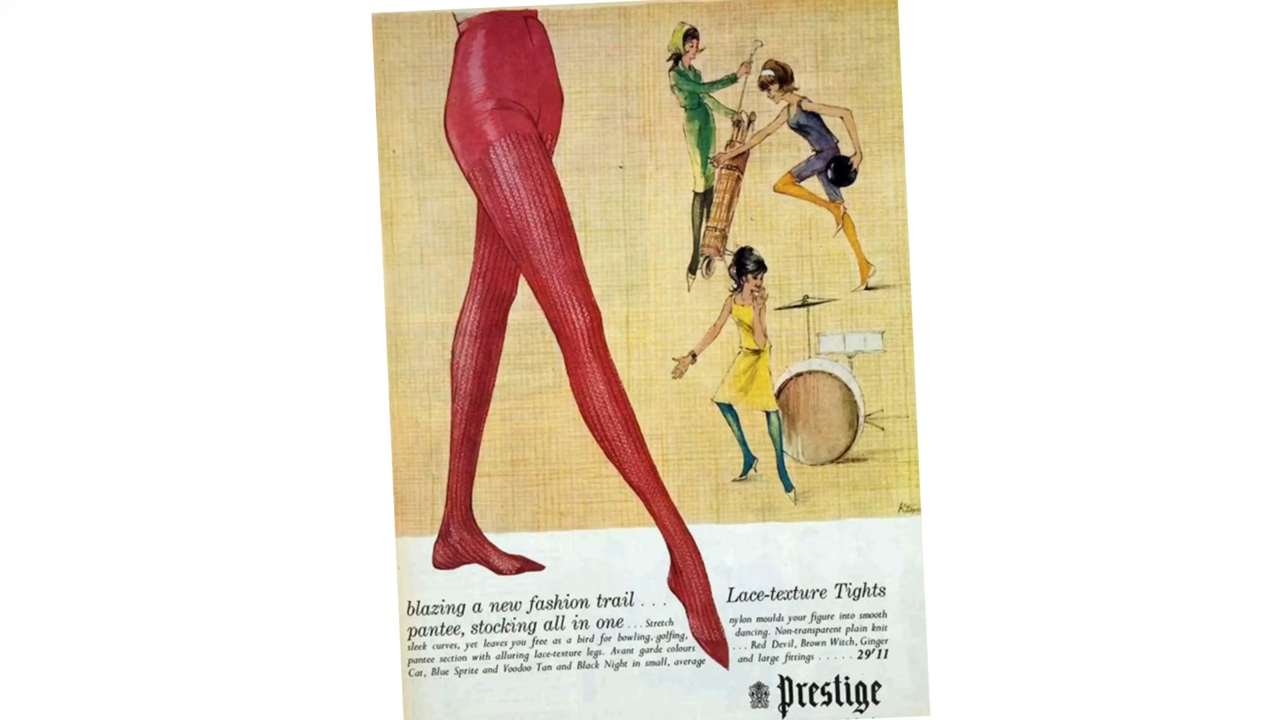 blazing a new fashion trail . . . Lace-texture Tights
pantee, stocking all in one . . . Stretch nylon moulds your figure into smooth
sleek curves, yet leaves you free as a bird for bowling, golfing, dancing. Non-transparent plain knit
pantee section with alluring lace-texture legs. Avant garde colours . . . Red Devil, Brown Witch, Ginger
Cat, Blue Sprite and Voodoo Tan and Black Night in small, average and large fittings . . . . . 29'11
Prestige